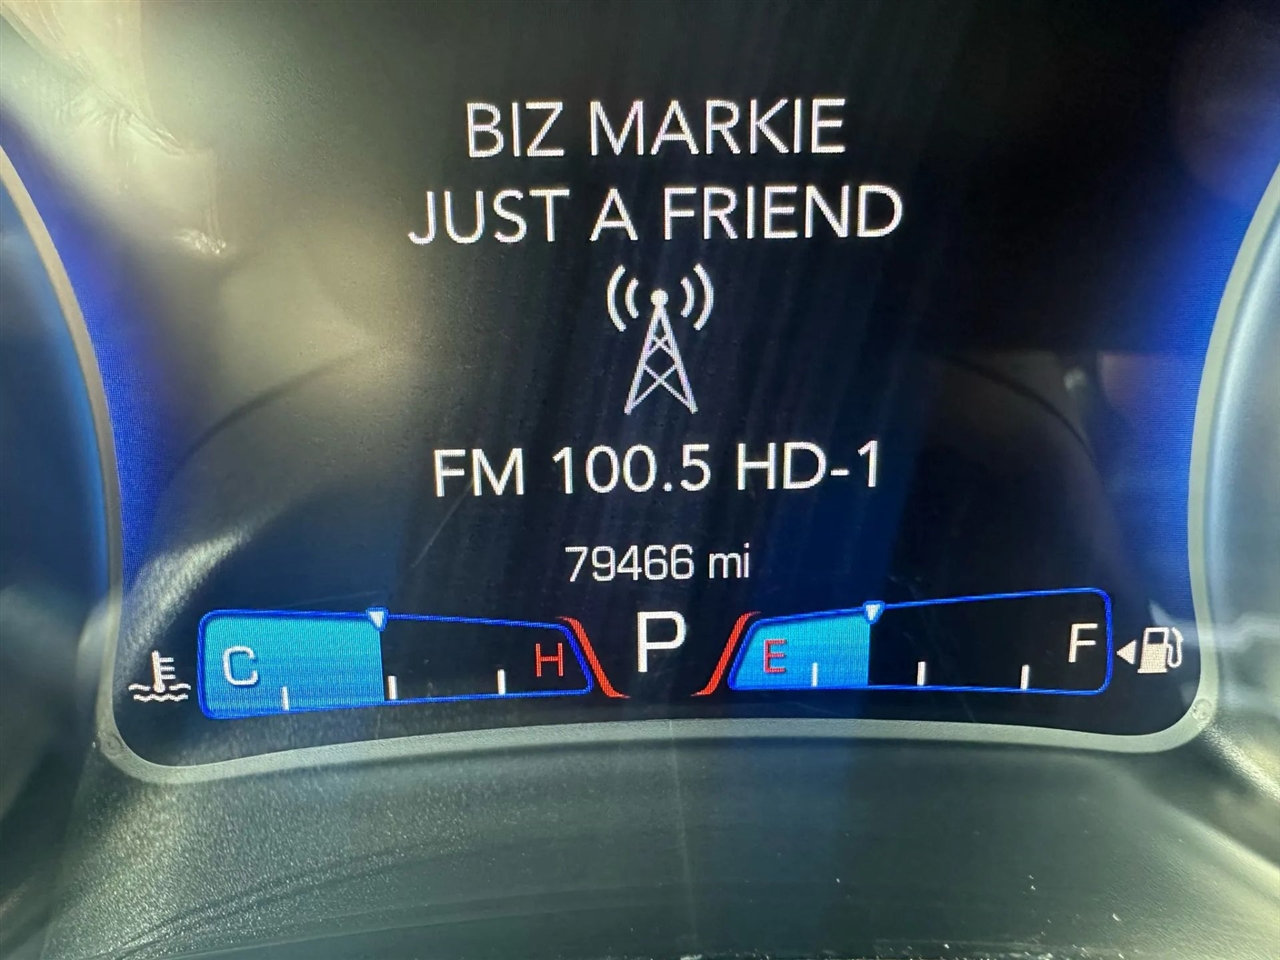 BIZ MARKIE
JUST A FRIEND
FM 100.5 HD-1
79466 mi
C H P E F